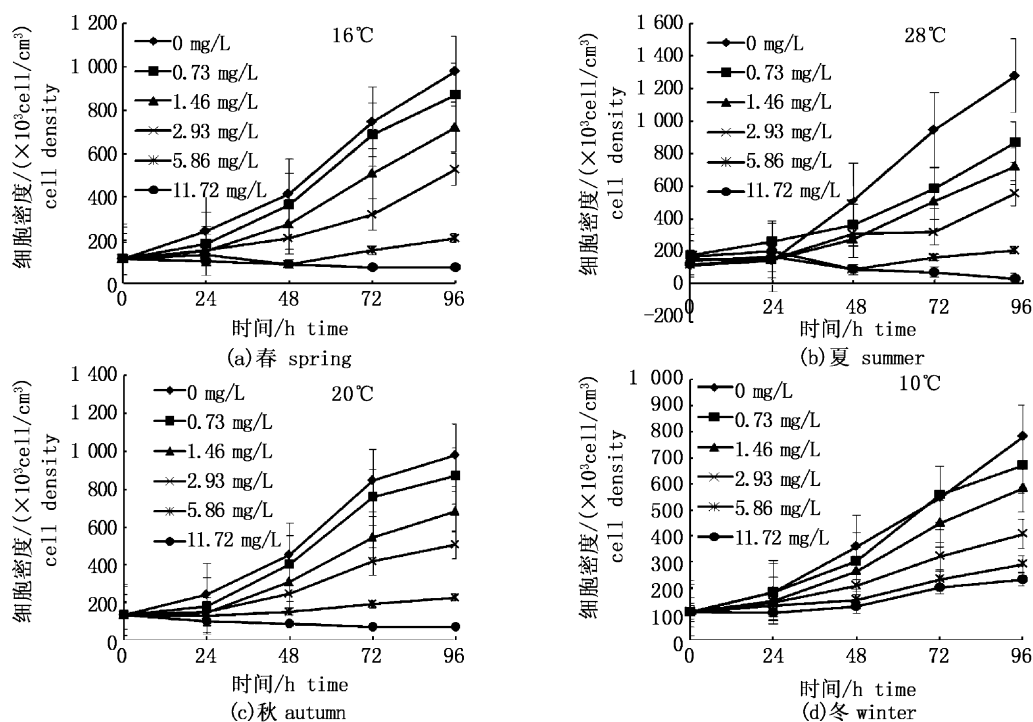 细胞密度/(×10³cell/cm³)
cell density
1 200
1 000
800
600
400
200
0
0 mg/L
0.73 mg/L
1.46 mg/L
2.93 mg/L
5.86 mg/L
11.72 mg/L
16℃
0 24 48 72 96
时间/h time
(a)春 spring
细胞密度/(×10³cell/cm³)
cell density
1 600
1 400
1 200
1 000
800
600
400
200
0
-200
0 mg/L
0.73 mg/L
1.46 mg/L
2.93 mg/L
5.86 mg/L
11.72 mg/L
28℃
0 24 48 72 96
时间/h time
(b)夏 summer
细胞密度/(×10³cell/cm³)
cell density
1 400
1 200
1 000
800
600
400
200
0
0 mg/L
0.73 mg/L
1.46 mg/L
2.93 mg/L
5.86 mg/L
11.72 mg/L
20℃
0 24 48 72 96
时间/h time
(c)秋 autumn
细胞密度/(×10³cell/cm³)
cell density
1 000
900
800
700
600
500
400
300
200
100
0
0 mg/L
0.73 mg/L
1.46 mg/L
2.93 mg/L
5.86 mg/L
11.72 mg/L
10℃
0 24 48 72 96
时间/h time
(d)冬 winter